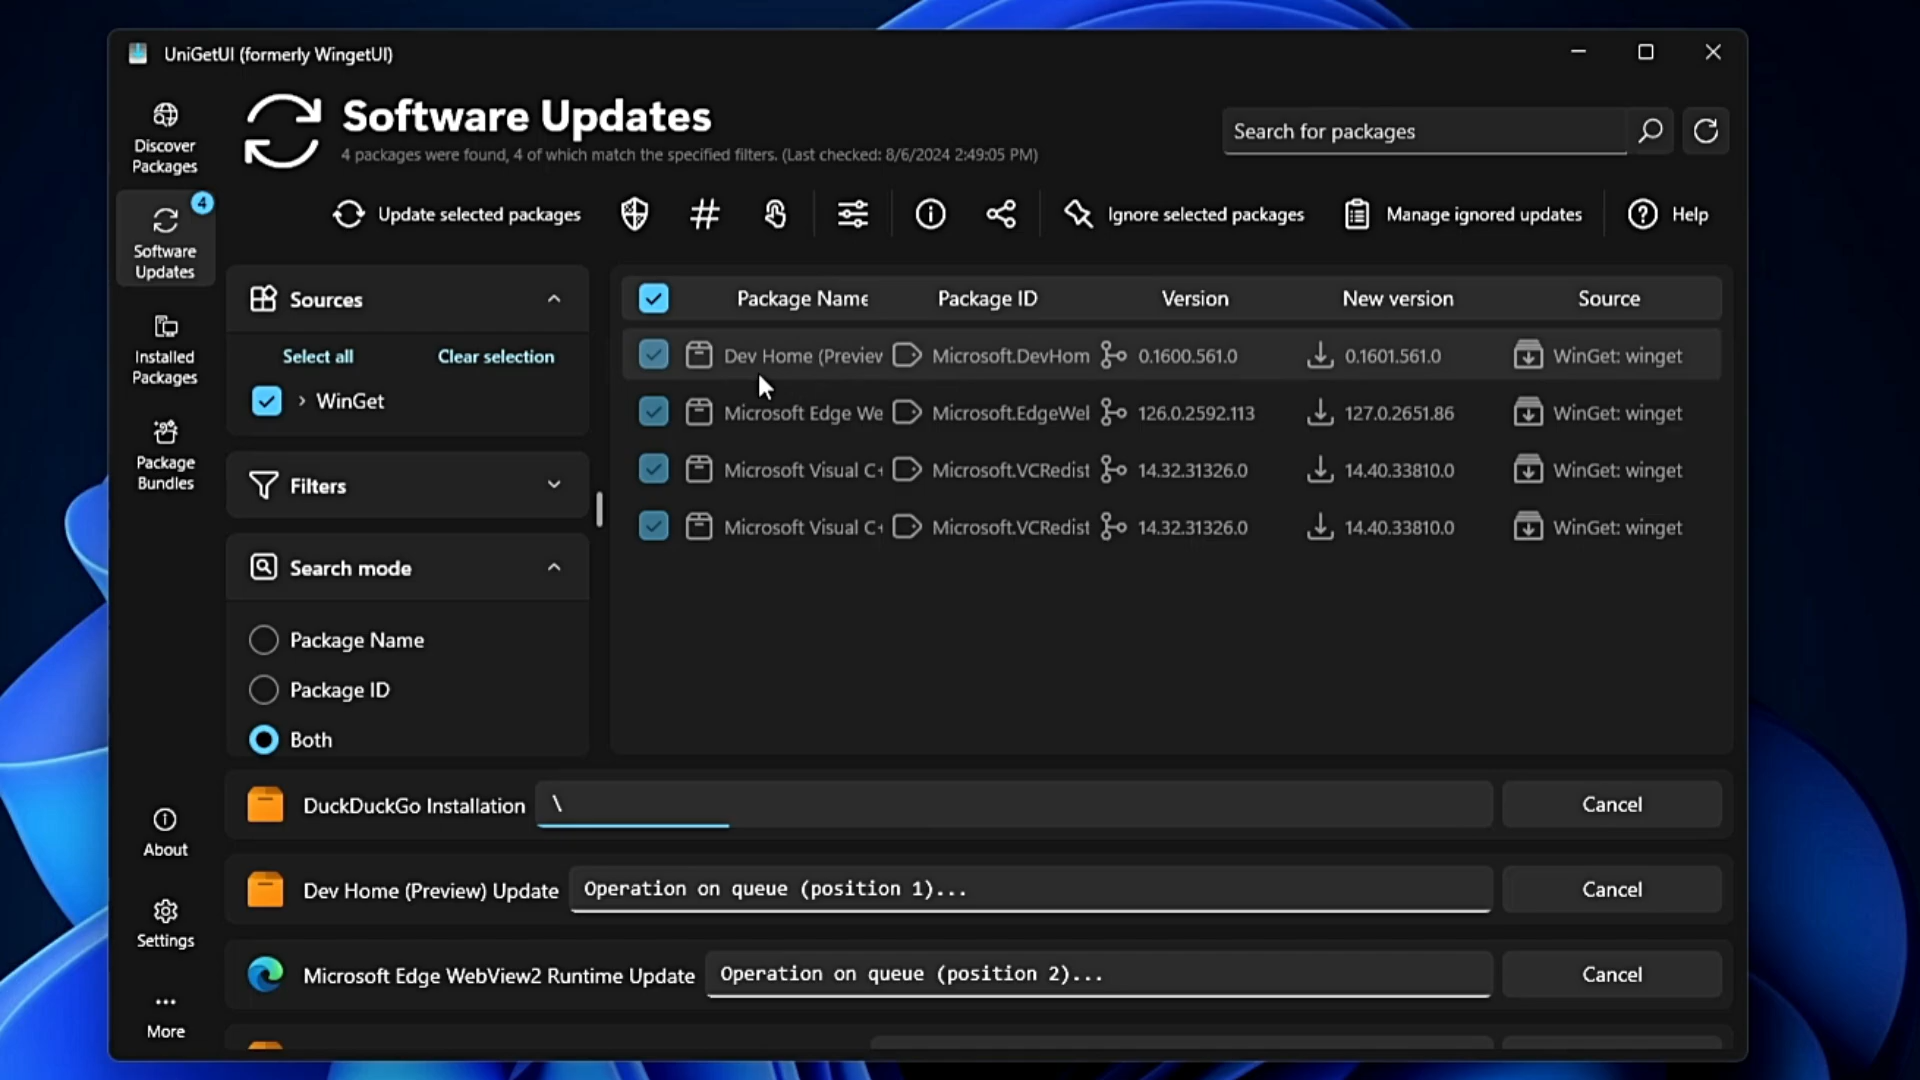 UniGetUI (formerly WingetUI)
Software Updates
4 packages were found, 4 of which match the specified filters. (Last checked: 8/6/2024 2:49:05 PM)
Search for packages
Discover
Packages
4
Software
Updates
Installed
Packages
Package
Bundles
About
Settings
More
Update selected packages
Ignore selected packages
Manage ignored updates
Help
Sources
Select all
Clear selection
WinGet
Filters
Search mode
Package Name
Package ID
Both
Package Name Package ID Version New version Source
Dev Home (Previev Microsoft.DevHom 0.1600.561.0 0.1601.561.0 WinGet: winget
Microsoft Edge We Microsoft.EdgeWel 126.0.2592.113 127.0.2651.86 WinGet: winget
Microsoft Visual C+ Microsoft.VCRedist 14.32.31326.0 14.40.33810.0 WinGet: winget
Microsoft Visual C+ Microsoft.VCRedist 14.32.31326.0 14.40.33810.0 WinGet: winget
DuckDuckGo Installation \ Cancel
Dev Home (Preview) Update Operation on queue (position 1)... Cancel
Microsoft Edge WebView2 Runtime Update Operation on queue (position 2)... Cancel